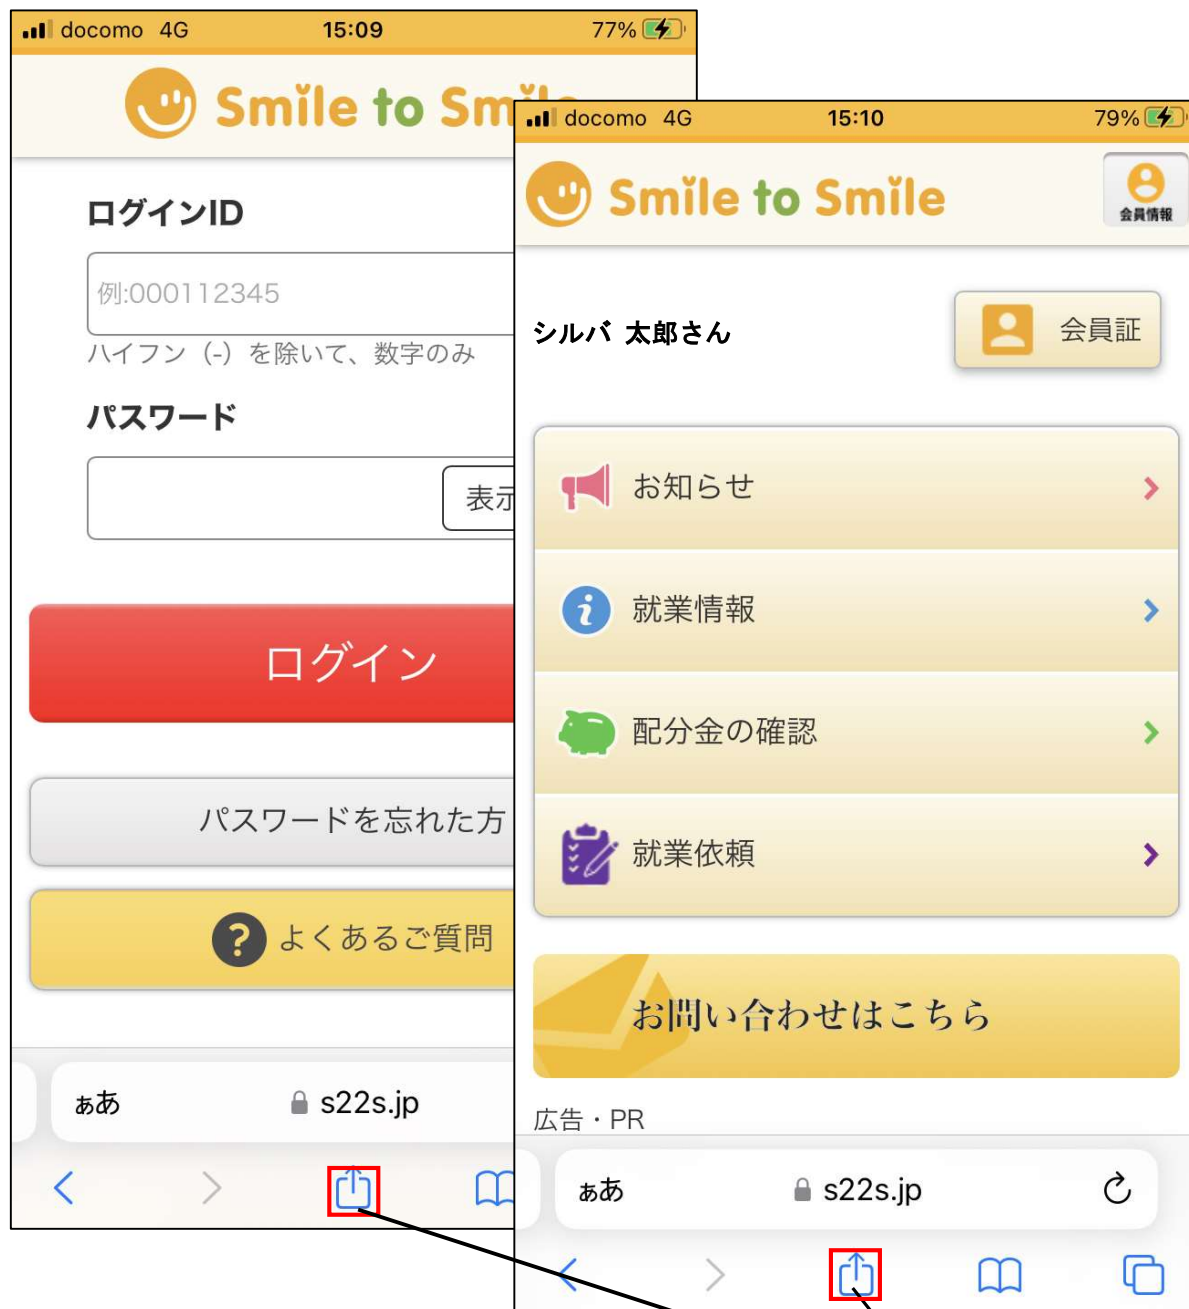 docomo 4G 15:09 77%
Smile to Sm
ログインID
例:000112345
ハイフン（-）を除いて、数字のみ
パスワード
表示
ログイン
パスワードを忘れた方
? よくあるご質問
ぁあ s22s.jp
docomo 4G 15:10 79%
Smile to Smile
会員情報
シルバ 太郎さん
会員証
お知らせ
i 就業情報
配分金の確認
就業依頼
お問い合わせはこちら
広告・PR
ぁあ s22s.jp